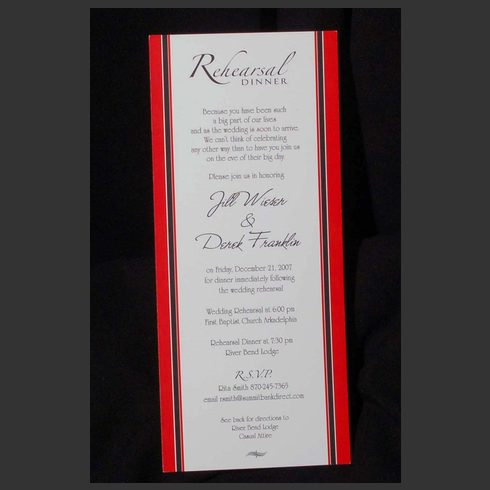 Rehearsal
DINNER
Because you have been such
a big part of our lives
and as the wedding is soon to arrive.
We can't think of celebrating
any other way than to have you join us
on the eve of their big day.
Please join us in honoring
Jill Wieser
&
Derek Franklin
on Friday, December 21, 2007
for dinner immediately following
the wedding rehearsal
Wedding Rehearsal at 6:00 pm
First Baptist Church Arkadelphia
Rehearsal Dinner at 7:30 pm
River Bend Lodge
R.S.V.P.
Rita Smith 870-245-7365
email rsmith@summitbankdirect.com
See back for directions to
River Bend Lodge
Casual Attire